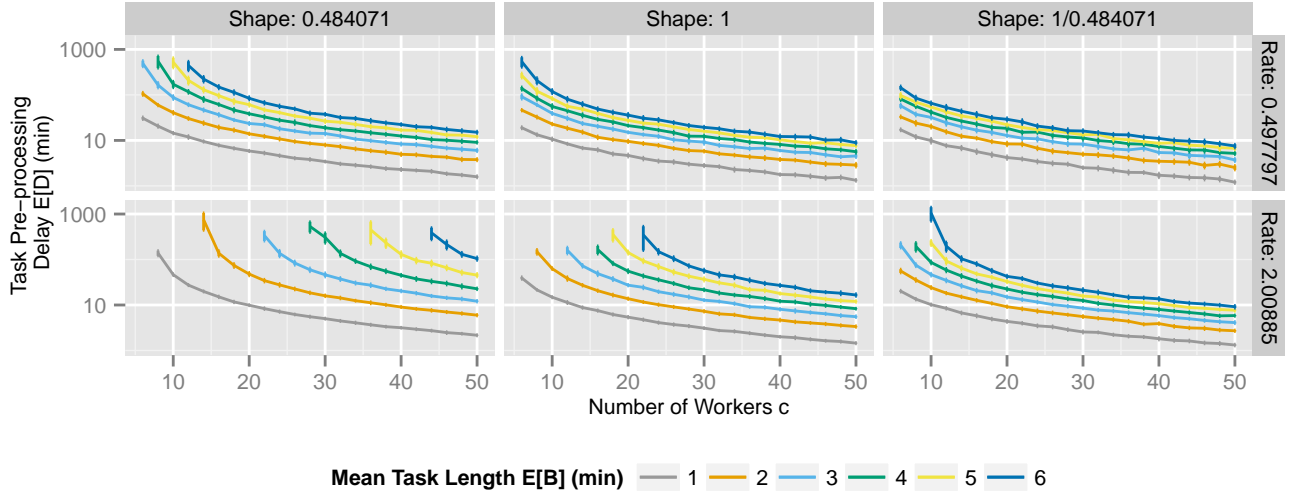 Shape: 0.484071 Shape: 1 Shape: 1/0.484071
Task Pre−processing
Delay E[D] (min)
1000
10
1000
10
Rate: 0.497797
Rate: 2.00885
10 20 30 40 50 10 20 30 40 50 10 20 30 40 50
Number of Workers c
Mean Task Length E[B] (min) 1 2 3 4 5 6